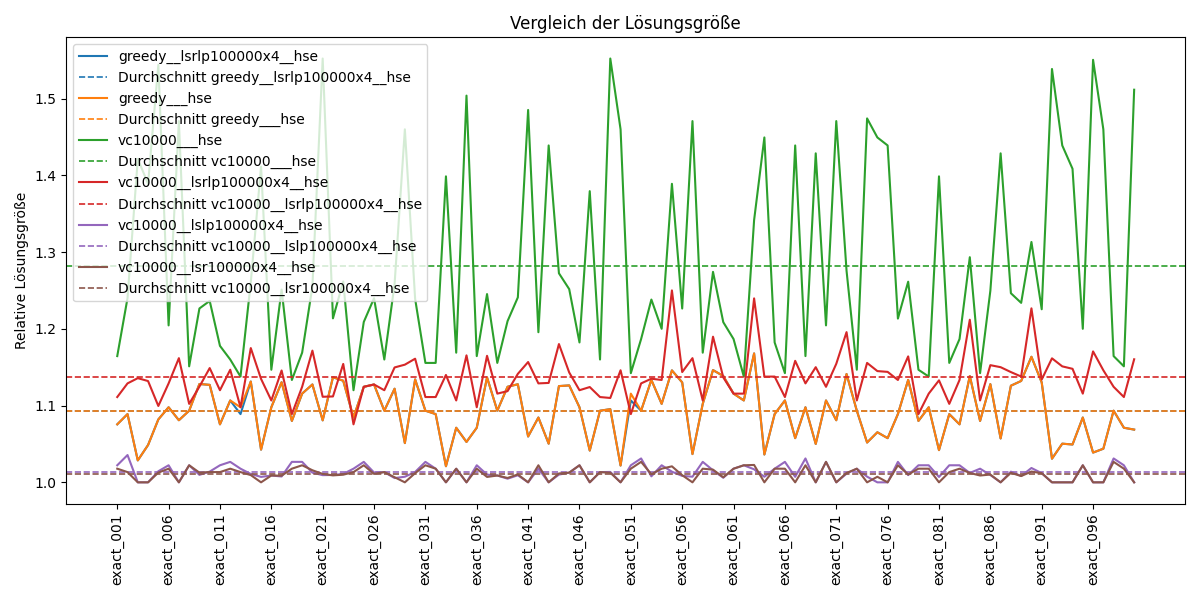 Vergleich der Lösungsgröße
greedy__lsrlp100000x4__hse
Durchschnitt greedy__lsrlp100000x4__hse
greedy___hse
Durchschnitt greedy___hse
vc10000___hse
Durchschnitt vc10000___hse
vc10000__lsrlp100000x4__hse
Durchschnitt vc10000__lsrlp100000x4__hse
vc10000__lslp100000x4__hse
Durchschnitt vc10000__lslp100000x4__hse
vc10000__lsr100000x4__hse
Durchschnitt vc10000__lsr100000x4__hse
Relative Lösungsgröße
1.5
1.4
1.3
1.2
1.1
1.0
exact_001
exact_006
exact_011
exact_016
exact_021
exact_026
exact_031
exact_036
exact_041
exact_046
exact_051
exact_056
exact_061
exact_066
exact_071
exact_076
exact_081
exact_086
exact_091
exact_096